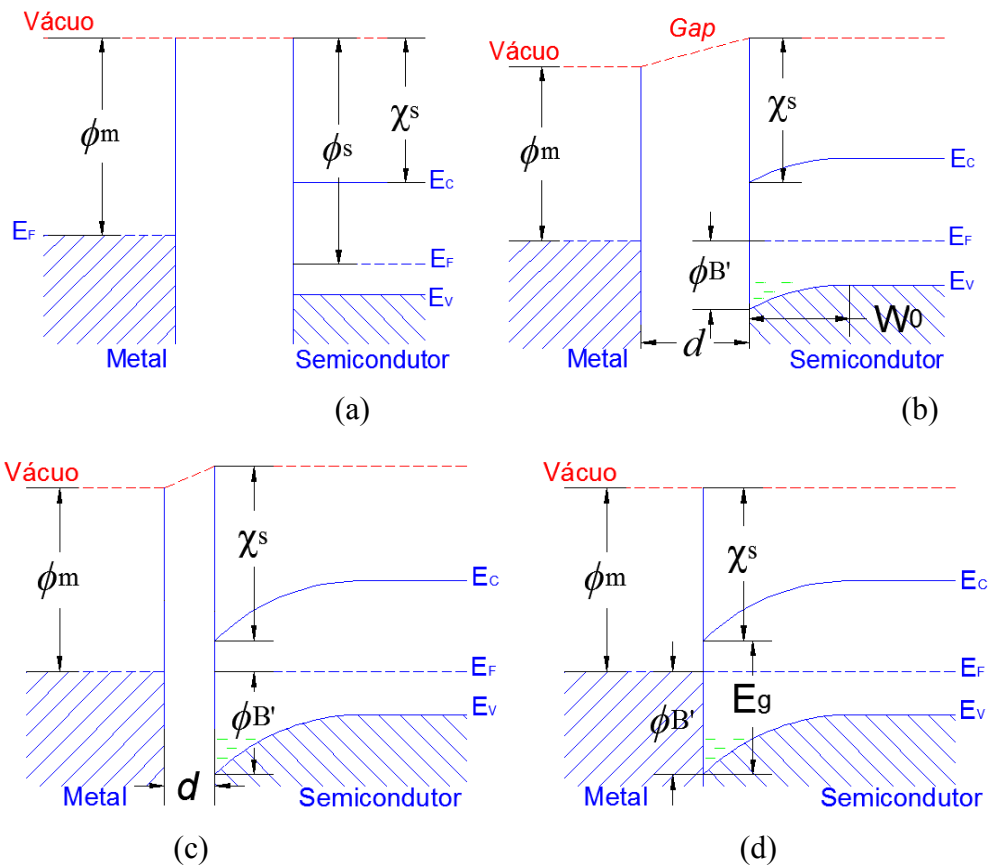 Vácuo
ϕm
ϕs
χs
EC
EF
EF
EV
Metal
Semicondutor
(a)
Gap
Vácuo
χs
ϕm
EC
EF
ϕB'
EV
W0
d
Metal
Semicondutor
(b)
Vácuo
χs
ϕm
EC
EF
ϕB'
EV
Metal
d
Semicondutor
(c)
Vácuo
χs
ϕm
EC
EF
Eg
ϕB'
EV
Metal
Semicondutor
(d)